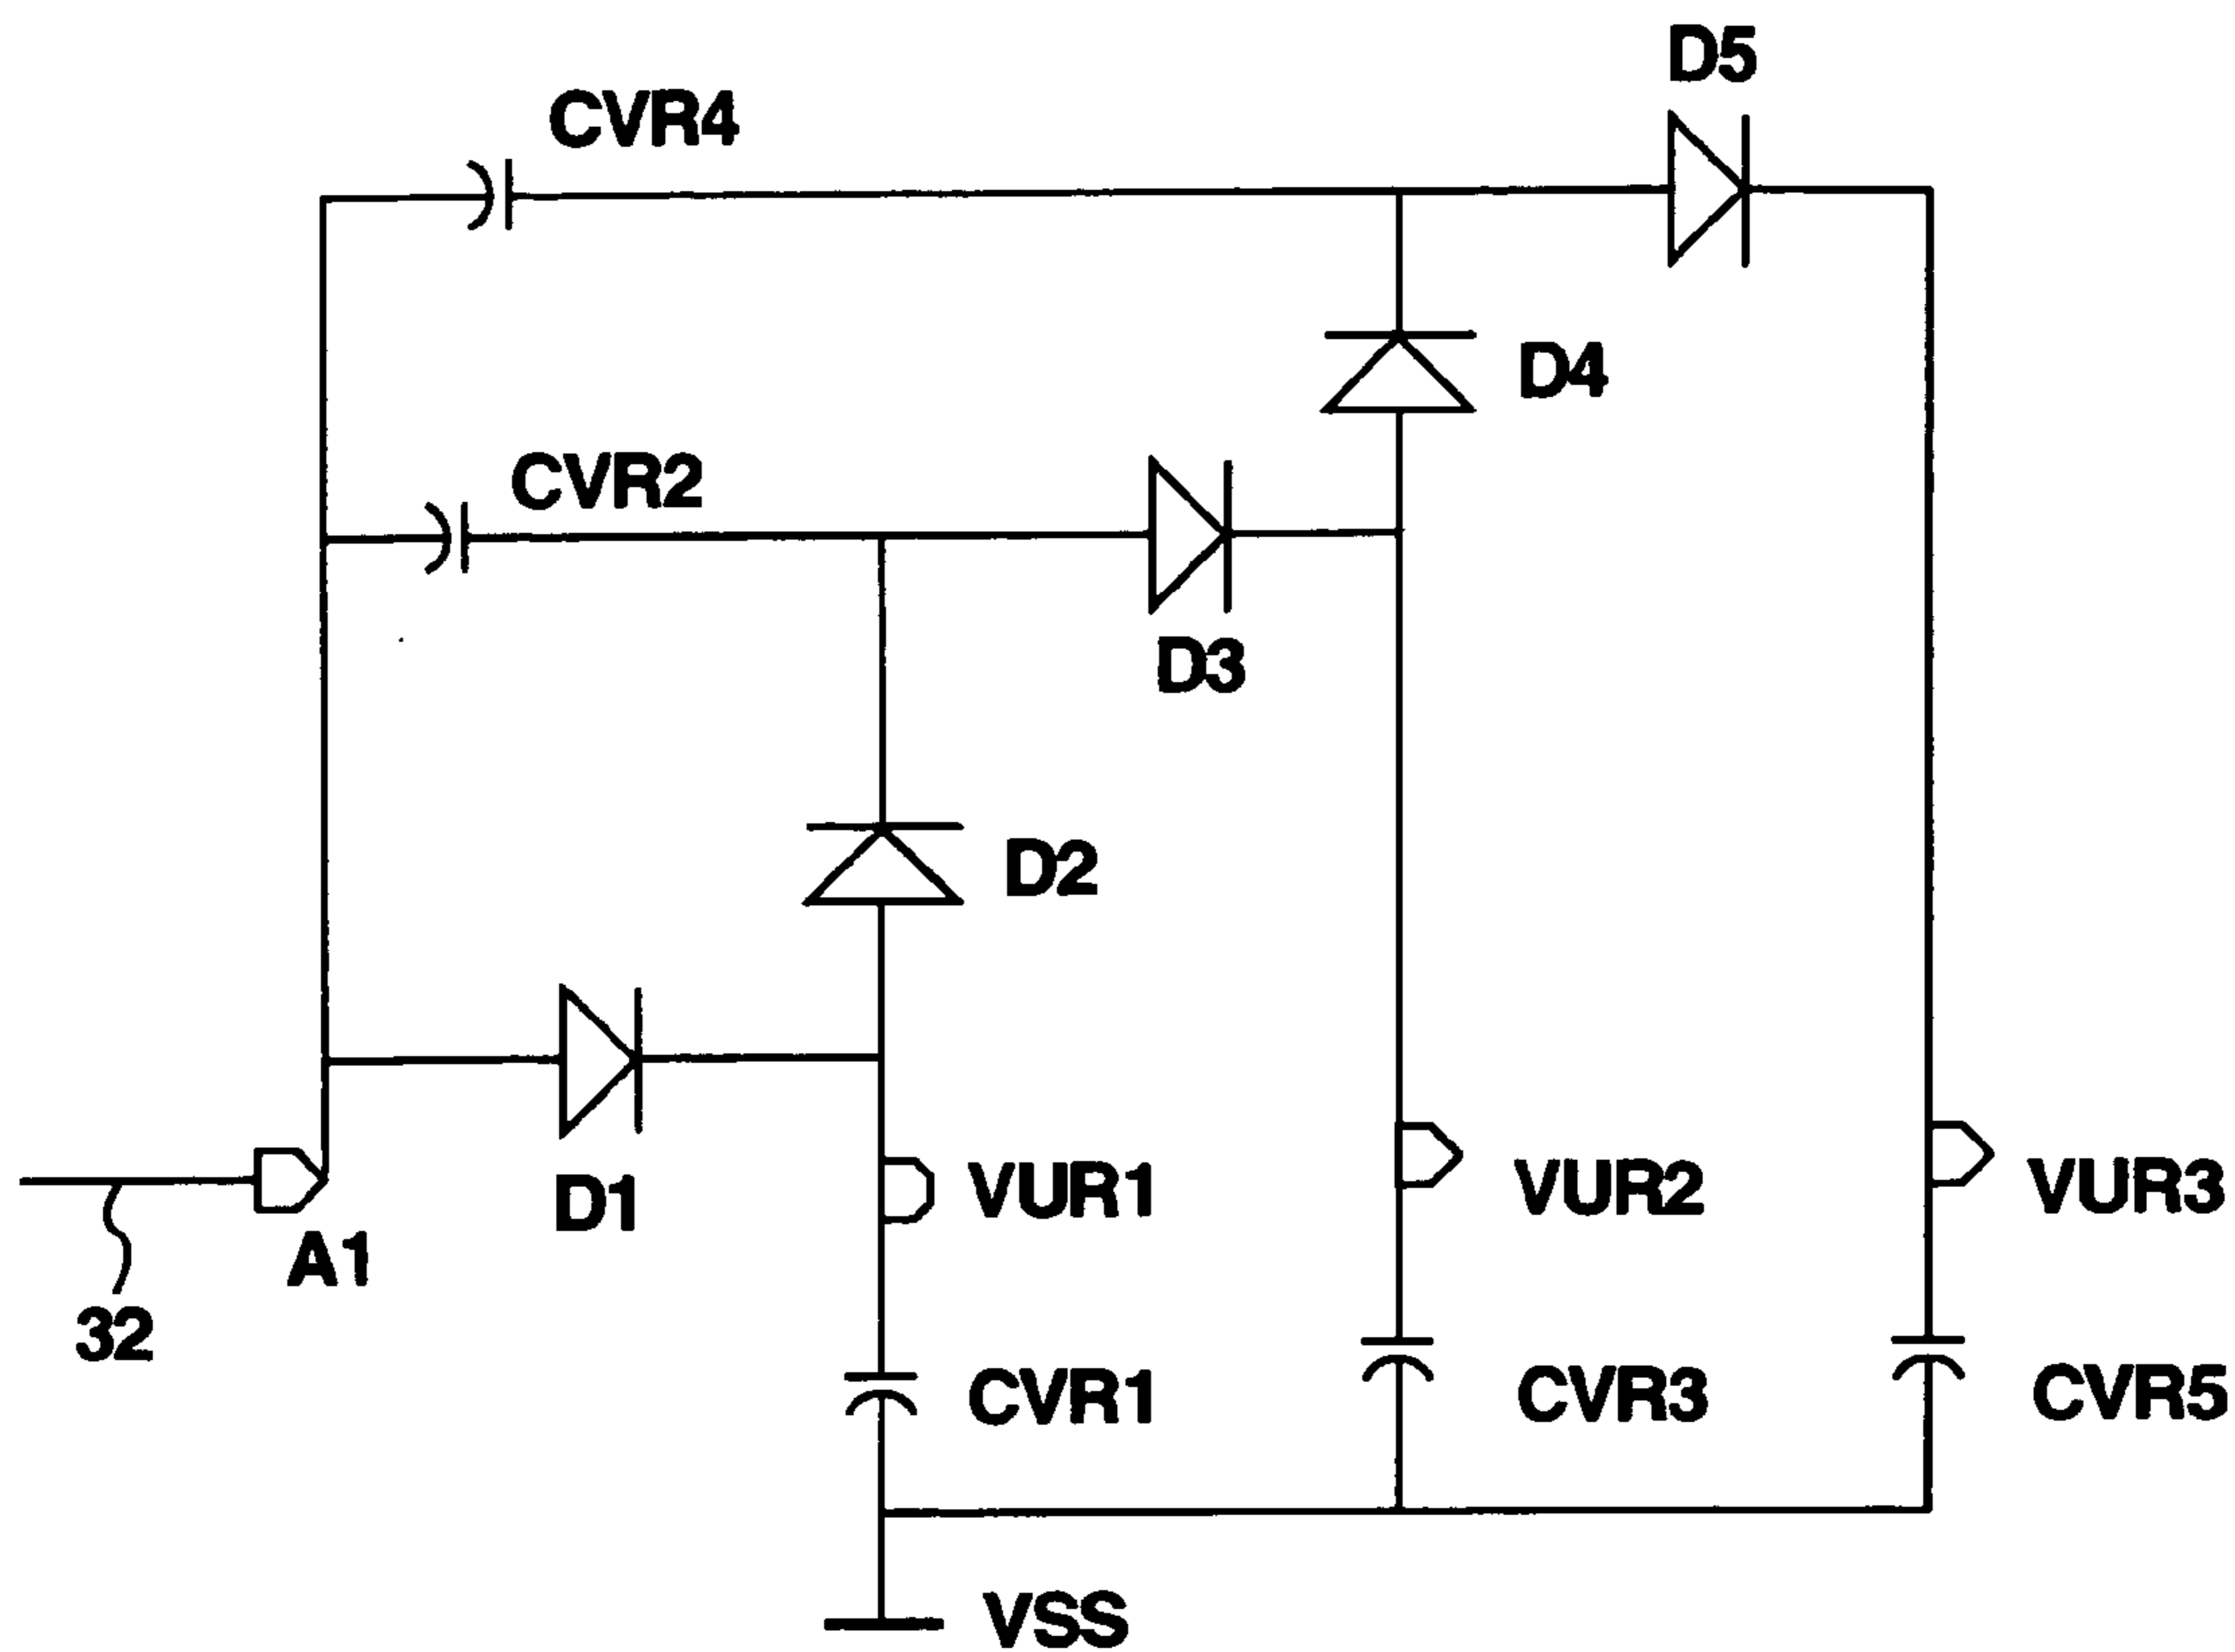 D5
CVR4
D4
CVR2
D3
D2
D1
VUR1
VUR2
VUR3
A1
32
CVR1
CVR3
CVR5
VSS